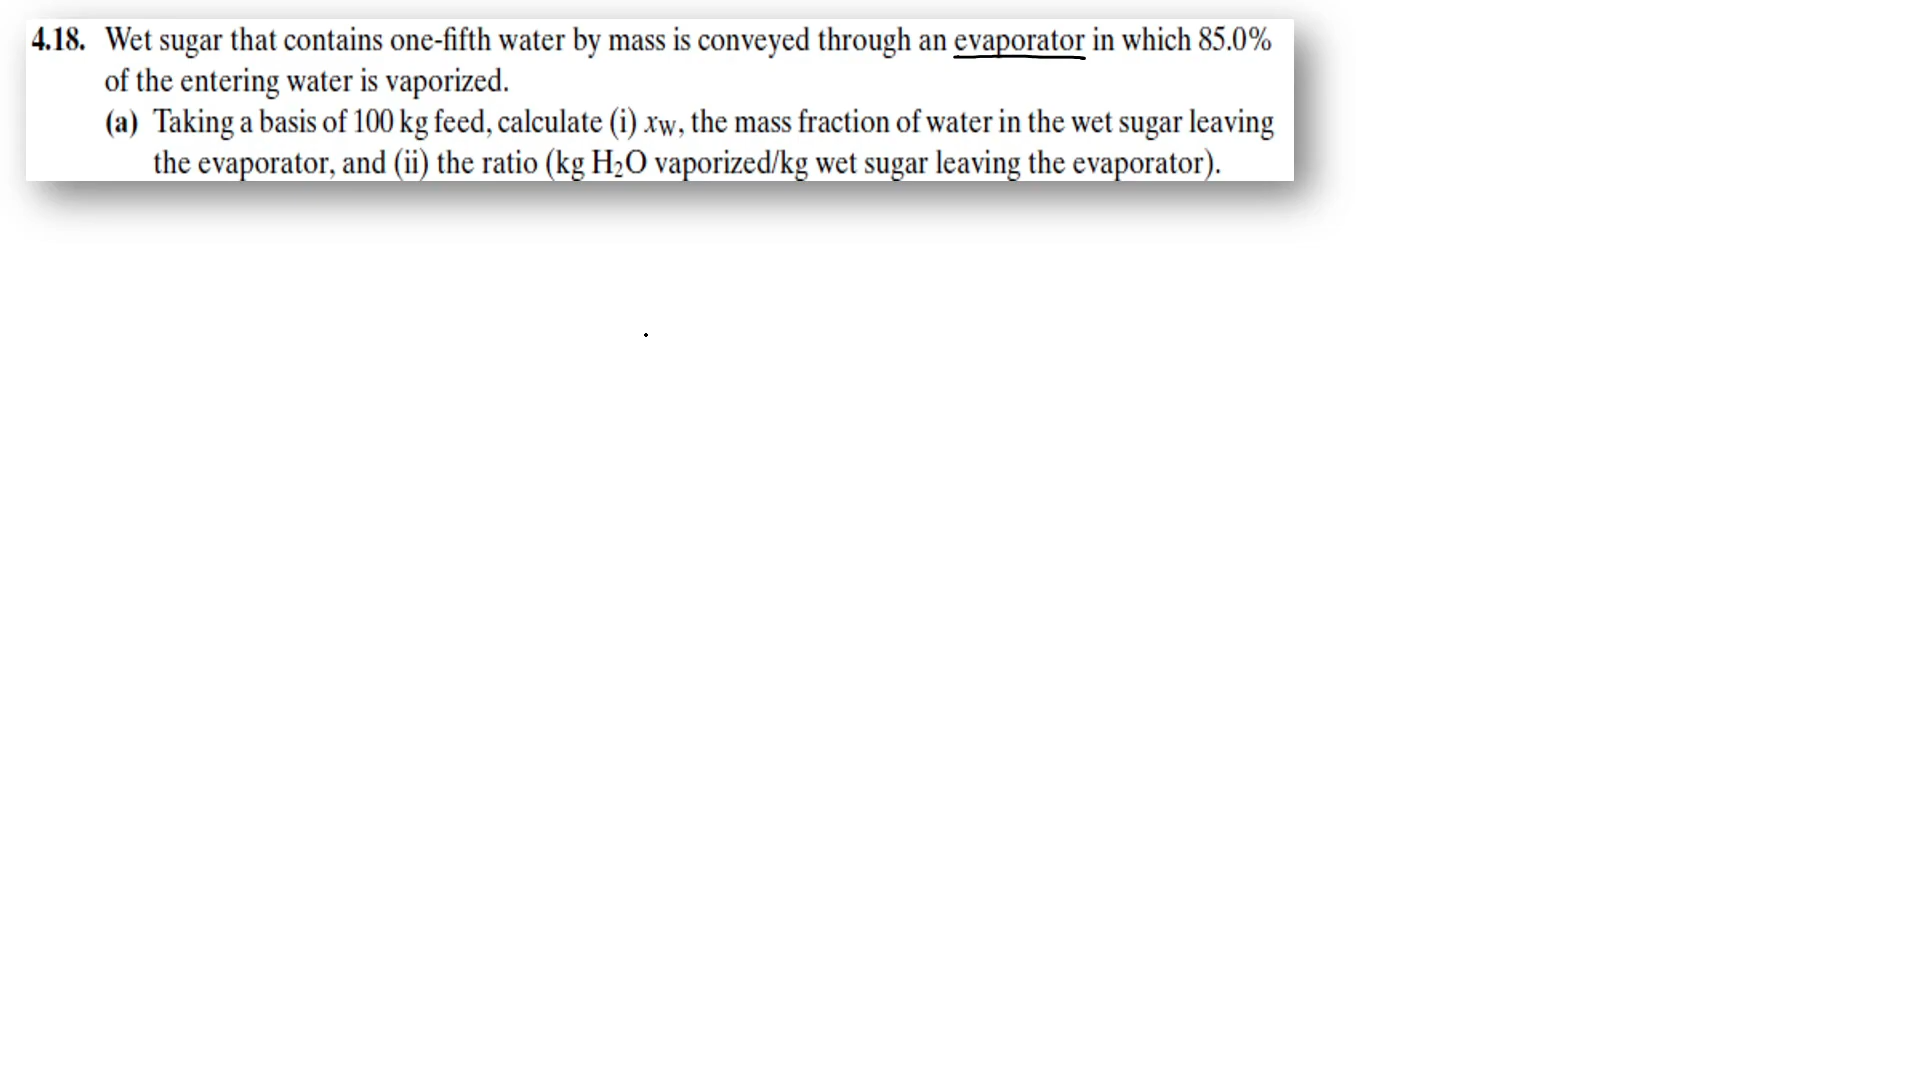 4.18. Wet sugar that contains one-fifth water by mass is conveyed through an evaporator in which 85.0%
of the entering water is vaporized.
(a) Taking a basis of 100 kg feed, calculate (i) xW, the mass fraction of water in the wet sugar leaving
the evaporator, and (ii) the ratio (kg H₂O vaporized/kg wet sugar leaving the evaporator).